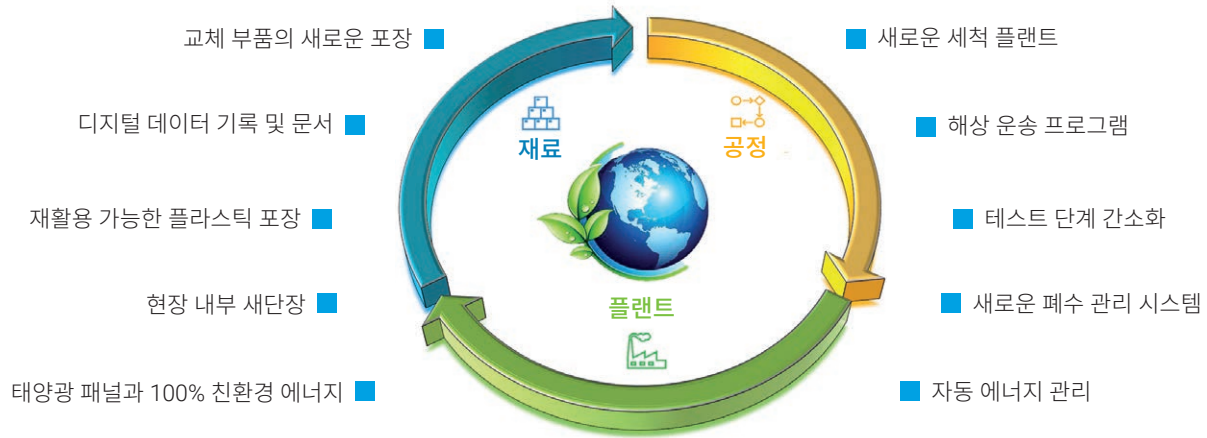 교체 부품의 새로운 포장
디지털 데이터 기록 및 문서
재활용 가능한 플라스틱 포장
현장 내부 새단장
태양광 패널과 100% 친환경 에너지
재료
공정
플랜트
새로운 세척 플랜트
해상 운송 프로그램
테스트 단계 간소화
새로운 폐수 관리 시스템
자동 에너지 관리